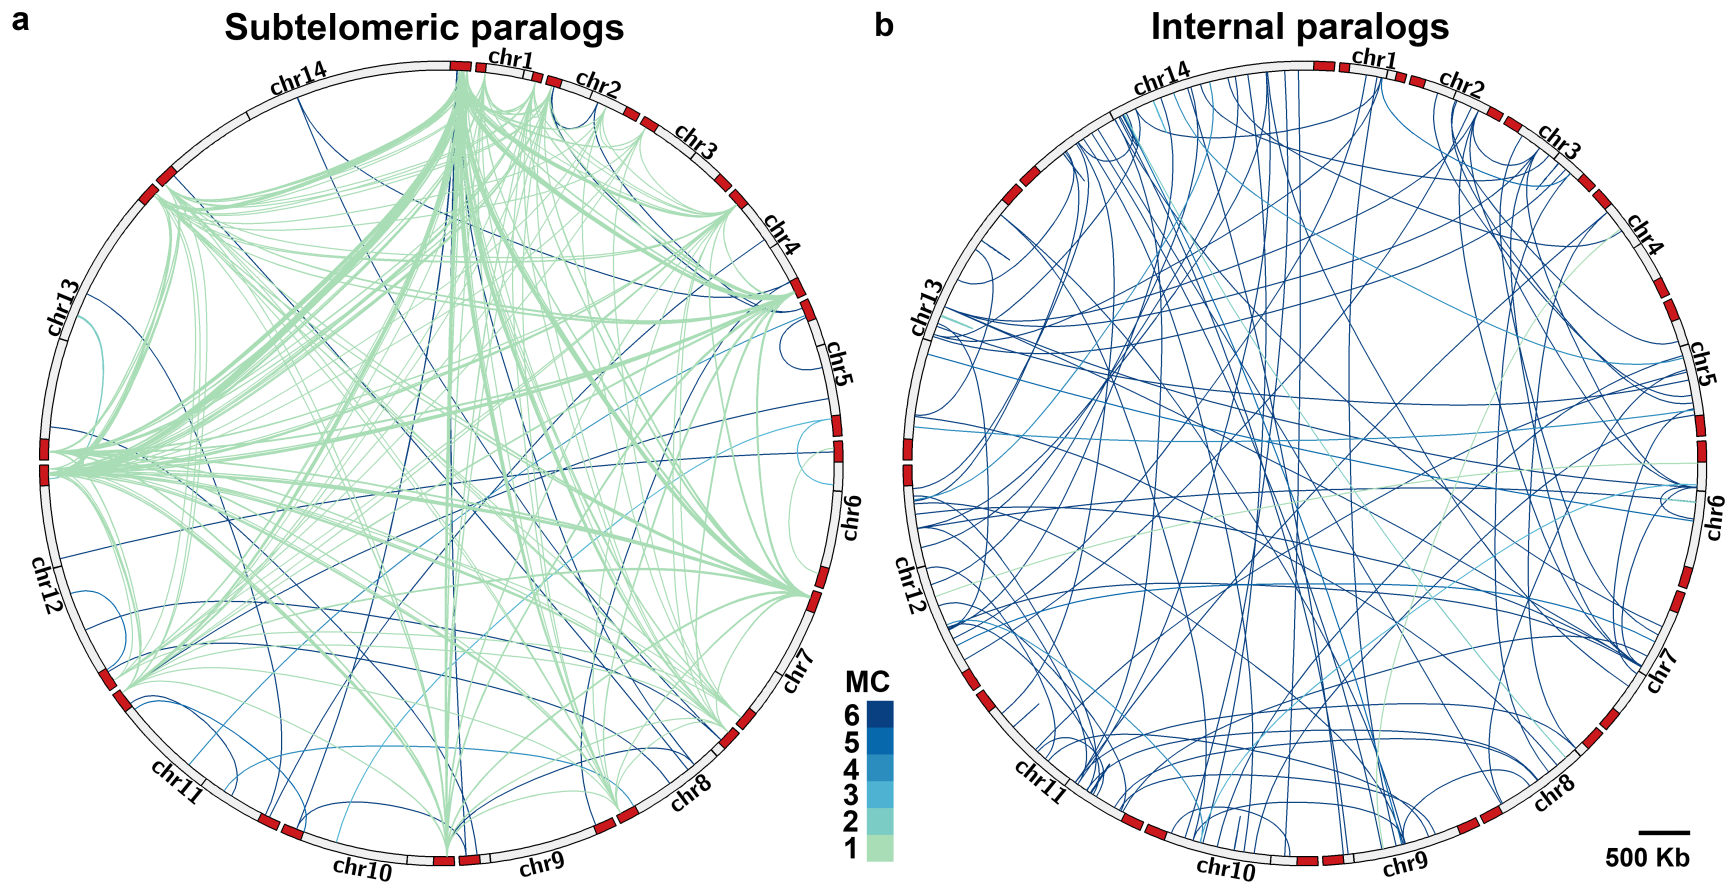 a
Subtelomeric paralogs
chr1
chr2
chr3
chr4
chr5
chr6
chr7
chr8
chr9
chr10
chr11
chr12
chr13
chr14
MC
6
5
4
3
2
1
b
Internal paralogs
chr1
chr2
chr3
chr4
chr5
chr6
chr7
chr8
chr9
chr10
chr11
chr12
chr13
chr14
500 Kb